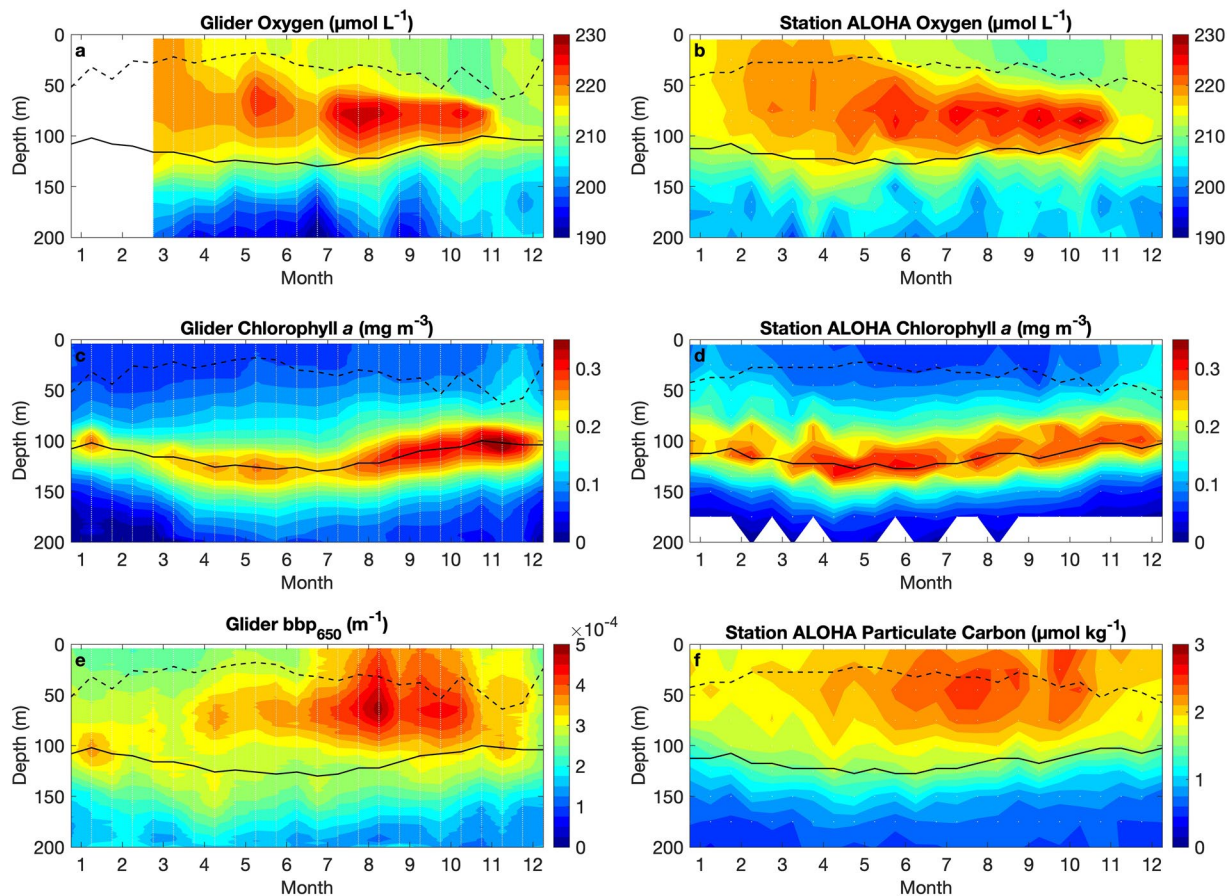 Glider Oxygen (µmol L⁻¹)
a
0
50
100
150
200
Depth (m)
1 2 3 4 5 6 7 8 9 10 11 12
Month
230
220
210
200
190
Station ALOHA Oxygen (µmol L⁻¹)
b
0
50
100
150
200
Depth (m)
1 2 3 4 5 6 7 8 9 10 11 12
Month
230
220
210
200
190
Glider Chlorophyll a (mg m⁻³)
c
0
50
100
150
200
Depth (m)
1 2 3 4 5 6 7 8 9 10 11 12
Month
0.3
0.2
0.1
0
Station ALOHA Chlorophyll a (mg m⁻³)
d
0
50
100
150
200
Depth (m)
1 2 3 4 5 6 7 8 9 10 11 12
Month
0.3
0.2
0.1
0
Glider bbp₆₅₀ (m⁻¹)
×10⁻⁴
e
0
50
100
150
200
Depth (m)
1 2 3 4 5 6 7 8 9 10 11 12
Month
5
4
3
2
1
0
Station ALOHA Particulate Carbon (µmol kg⁻¹)
f
0
50
100
150
200
Depth (m)
1 2 3 4 5 6 7 8 9 10 11 12
Month
3
2
1
0